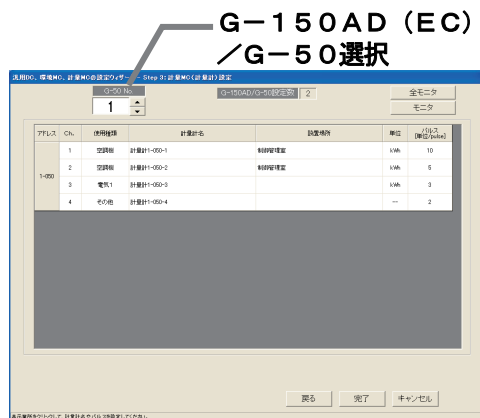 G－150AD（EC）
／G－50選択
汎用DC、環境MC、計量MCの設定ウィザード - Step 3：計量MC（計量計）設定
G-50 No
1
G-150AD/G-50設定数 2
全モニタ
モニタ
アドレス Ch. 使用種類 計量計名 設置場所 単位 パルス
[単位/pulse]
1-050
1 空調機 計量計1-050-1 制御管理室 kWh 10
2 空調機 計量計1-050-2 制御管理室 kWh 5
3 電気1 計量計1-050-3 kWh 3
4 その他 計量計1-050-4 --- 2
戻る 完了 キャンセル